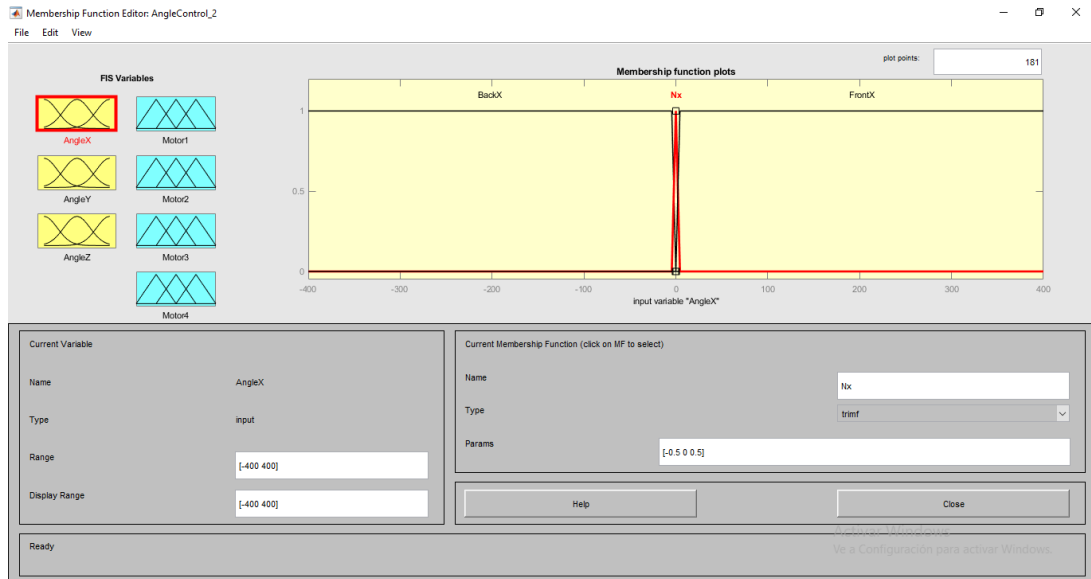 Membership Function Editor: AngleControl_2
File Edit View
FIS Variables
AngleX
Motor1
AngleY
Motor2
AngleZ
Motor3
Motor4
plot points:
181
Membership function plots
BackX
Nx
FrontX
1
0.5
0
-400 -300 -200 -100 0 100 200 300 400
input variable "AngleX"
Current Variable
Name AngleX
Type input
Range [-400 400]
Display Range [-400 400]
Current Membership Function (click on MF to select)
Name Nx
Type trimf
Params [-0.5 0 0.5]
Help Close
Ready
Activar Windows
Ve a Configuración para activar Windows.